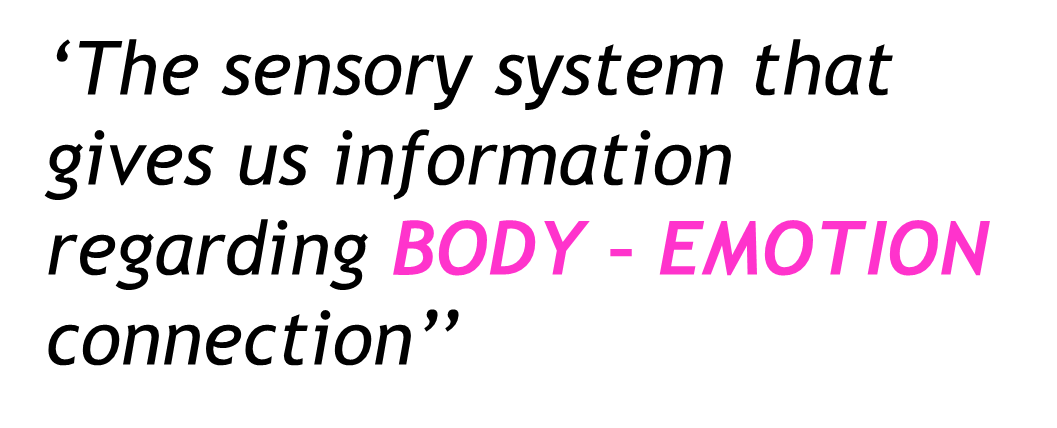 ‘The sensory system that
gives us information
regarding BODY – EMOTION
connection’’